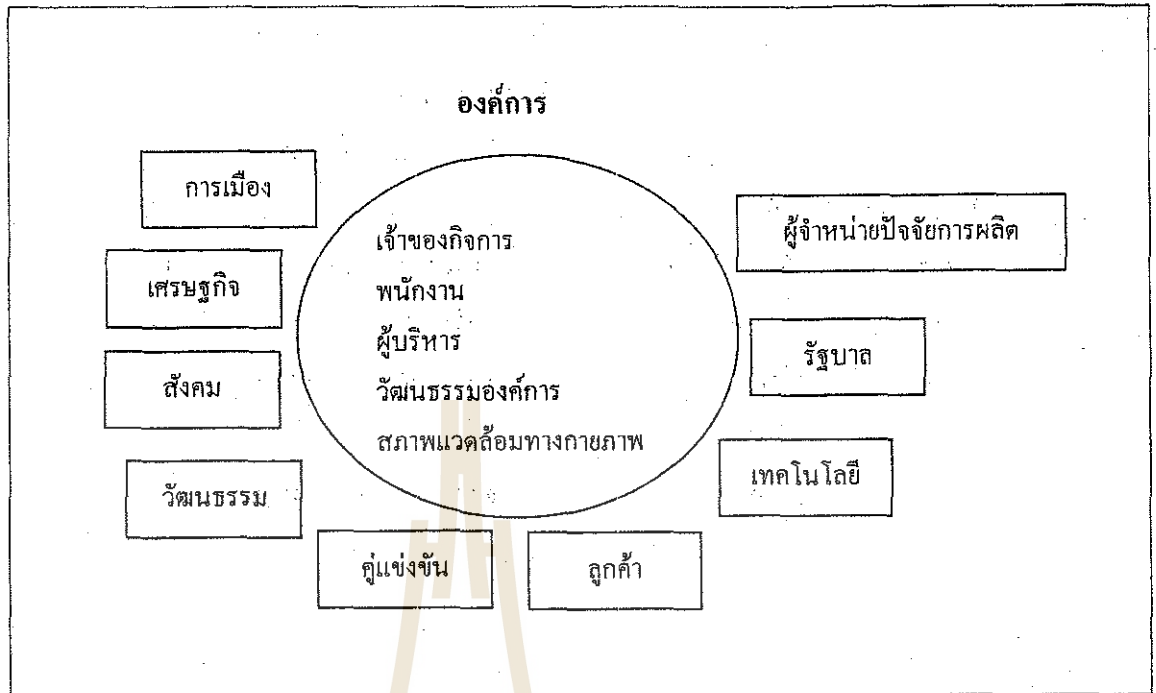 องค์การ
การเมือง
เศรษฐกิจ
สังคม
วัฒนธรรม
เจ้าของกิจการ
พนักงาน
ผู้บริหาร
วัฒนธรรมองค์การ
สภาพแวดล้อมทางกายภาพ
ผู้จำหน่ายปัจจัยการผลิต
รัฐบาล
เทคโนโลยี
คู่แข่งขัน
ลูกค้า